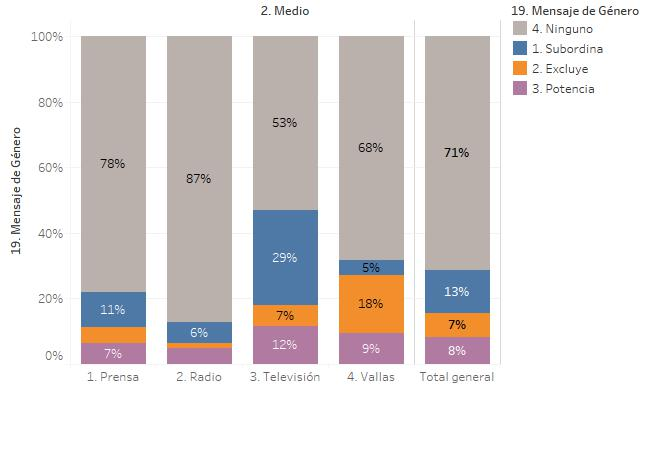 2. Medio
19. Mensaje de Género
4. Ninguno
1. Subordina
2. Excluye
3. Potencia
19. Mensaje de Género
100%
80%
60%
40%
20%
0%
78%
11%
7%
87%
6%
53%
29%
7%
12%
68%
5%
18%
9%
71%
13%
7%
8%
1. Prensa
2. Radio
3. Televisión
4. Vallas
Total general